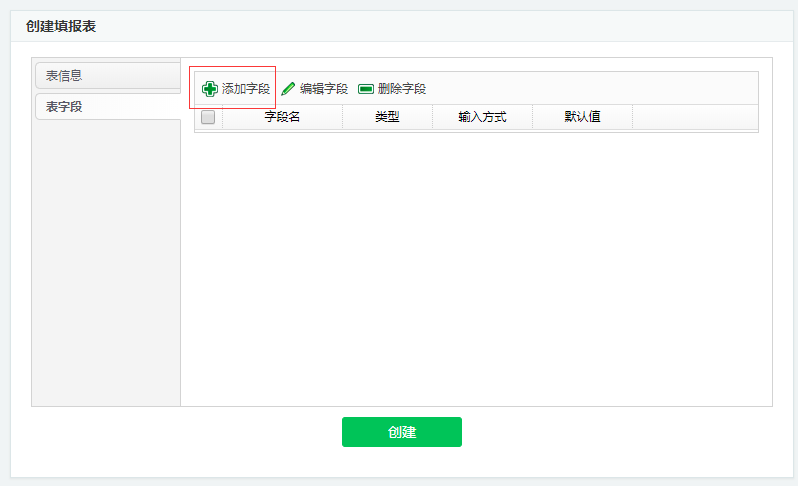 创建填报表
表信息
表字段
添加字段 编辑字段 删除字段
字段名 类型 输入方式 默认值
创建